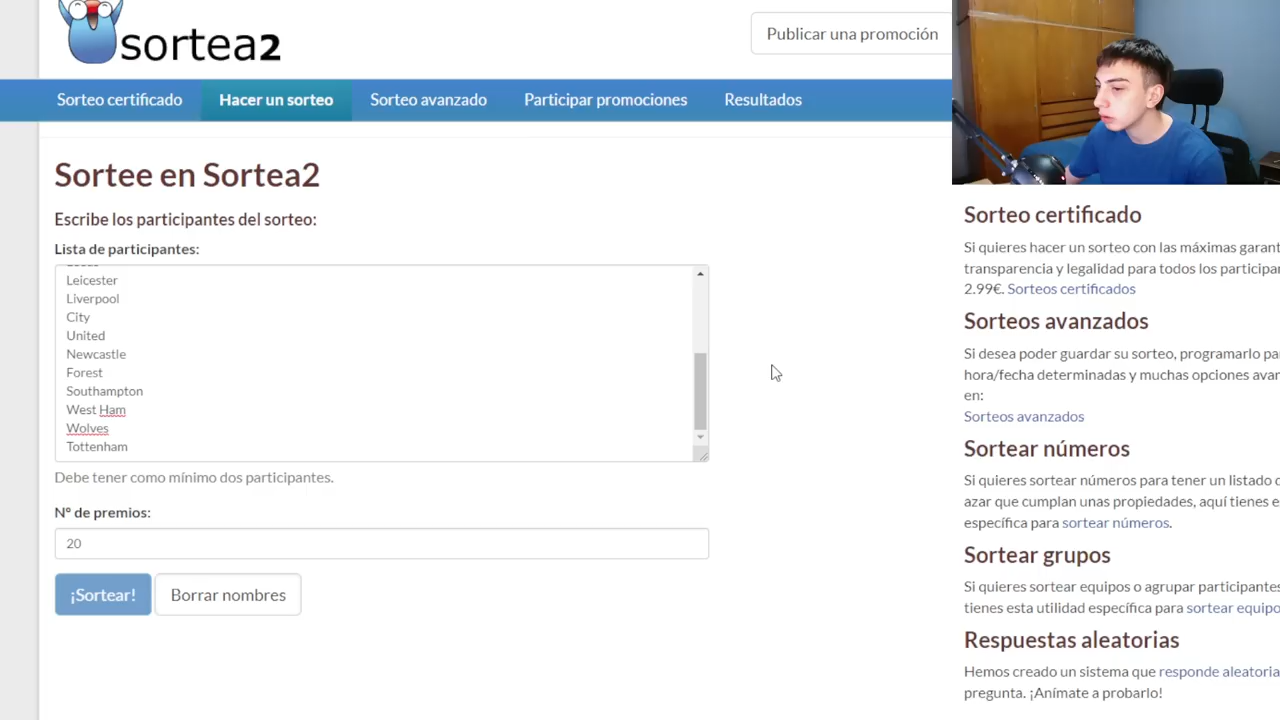 sortea2
Publicar una promoción
Sorteo certificado
Hacer un sorteo
Sorteo avanzado
Participar promociones
Resultados
Sortee en Sortea2
Escribe los participantes del sorteo:
Lista de participantes:
Leicester
Liverpool
City
United
Newcastle
Forest
Southampton
West Ham
Wolves
Tottenham
Debe tener como mínimo dos participantes.
Nº de premios:
20
¡Sortear!
Borrar nombres
Sorteo certificado
Si quieres hacer un sorteo con las máximas garant
transparencia y legalidad para todos los participa
2.99€. Sorteos certificados
Sorteos avanzados
Si desea poder guardar su sorteo, programarlo pa
hora/fecha determinadas y muchas opciones avan
en:
Sorteos avanzados
Sortear números
Si quieres sortear números para tener un listado
azar que cumplan unas propiedades, aquí tienes
específica para sortear números.
Sortear grupos
Si quieres sortear equipos o agrupar participantes
tienes esta utilidad específica para sortear equipo
Respuestas aleatorias
Hemos creado un sistema que responde aleatoria
pregunta. ¡Anímate a probarlo!